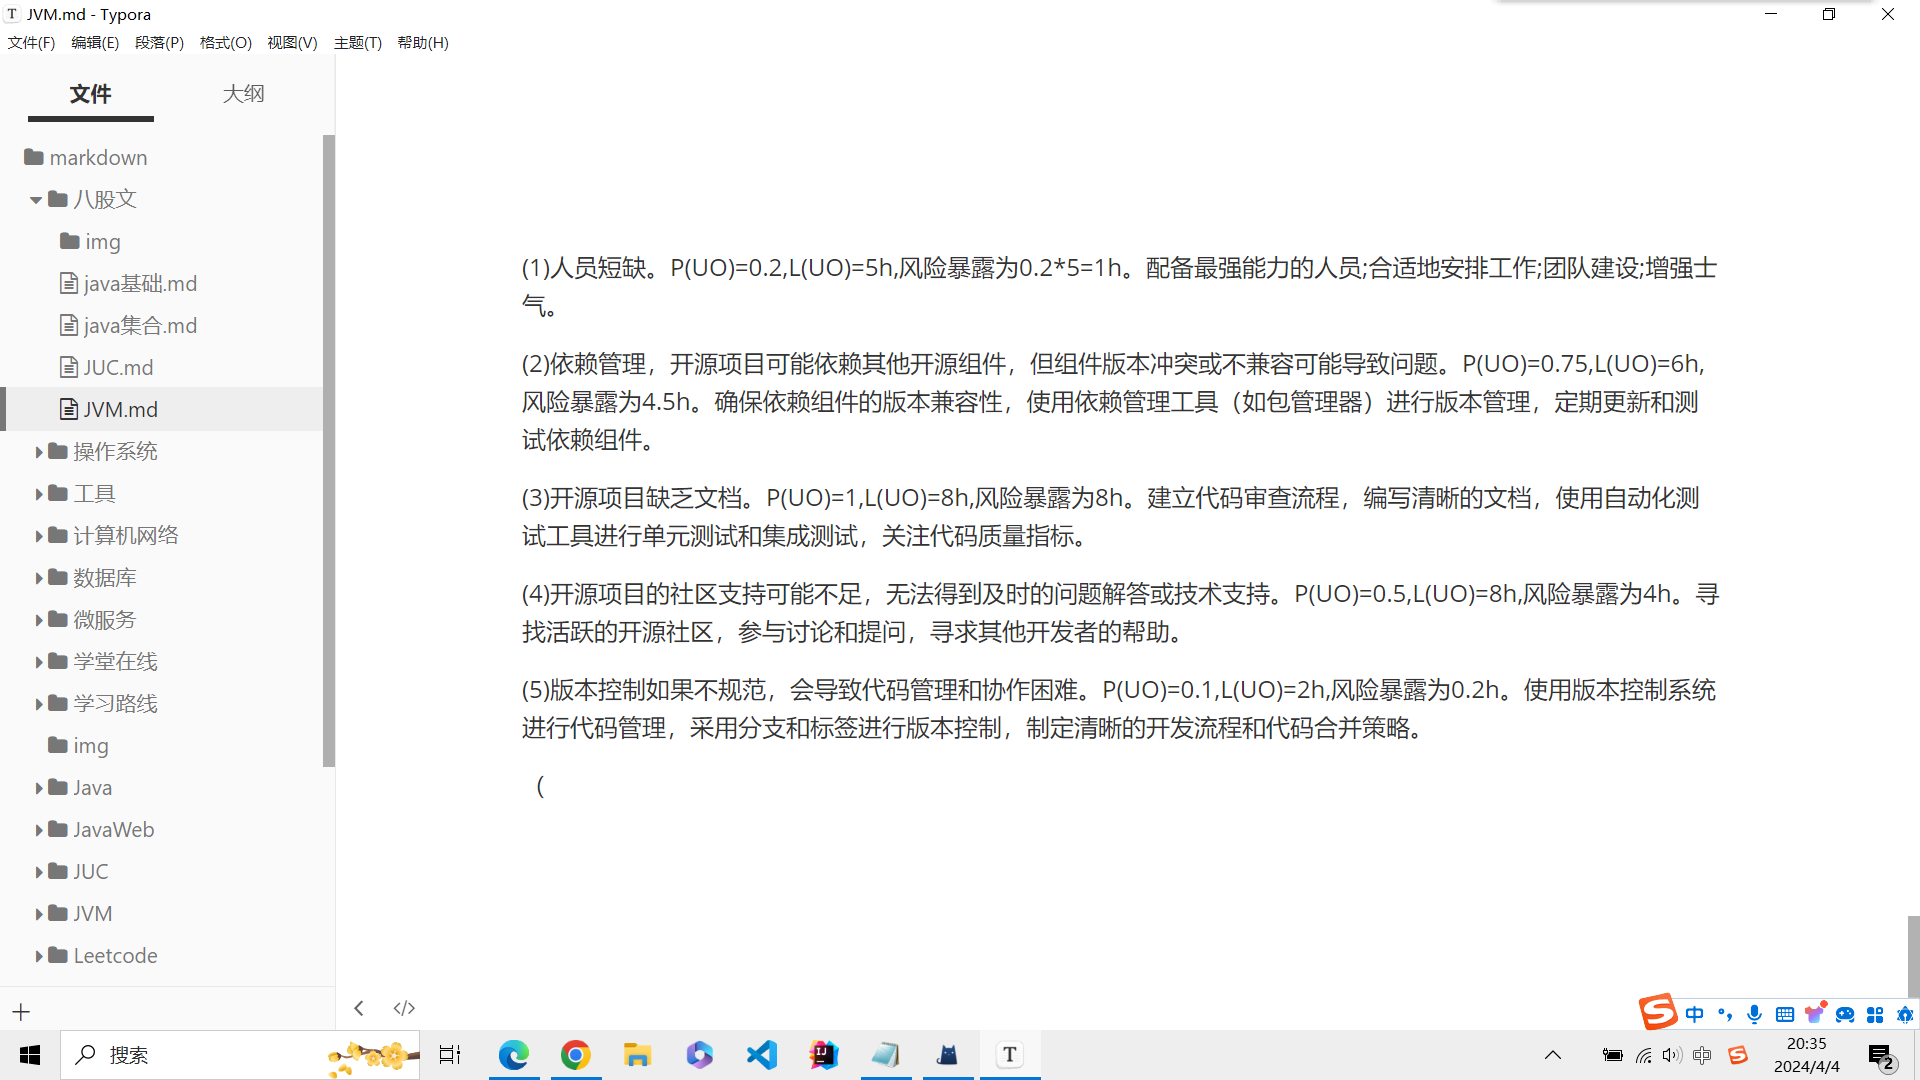 JVM.md - Typora
文件(F) 编辑(E) 段落(P) 格式(O) 视图(V) 主题(T) 帮助(H)
文件 大纲
markdown
八股文
img
java基础.md
java集合.md
JUC.md
JVM.md
操作系统
工具
计算机网络
数据库
微服务
学堂在线
学习路线
img
Java
JavaWeb
JUC
JVM
Leetcode
(1)人员短缺。P(UO)=0.2,L(UO)=5h,风险暴露为0.2*5=1h。配备最强能力的人员;合适地安排工作;团队建设;增强士
气。
(2)依赖管理，开源项目可能依赖其他开源组件，但组件版本冲突或不兼容可能导致问题。P(UO)=0.75,L(UO)=6h,
风险暴露为4.5h。确保依赖组件的版本兼容性，使用依赖管理工具（如包管理器）进行版本管理，定期更新和测
试依赖组件。
(3)开源项目缺乏文档。P(UO)=1,L(UO)=8h,风险暴露为8h。建立代码审查流程，编写清晰的文档，使用自动化测
试工具进行单元测试和集成测试，关注代码质量指标。
(4)开源项目的社区支持可能不足，无法得到及时的问题解答或技术支持。P(UO)=0.5,L(UO)=8h,风险暴露为4h。寻
找活跃的开源社区，参与讨论和提问，寻求其他开发者的帮助。
(5)版本控制如果不规范，会导致代码管理和协作困难。P(UO)=0.1,L(UO)=2h,风险暴露为0.2h。使用版本控制系统
进行代码管理，采用分支和标签进行版本控制，制定清晰的开发流程和代码合并策略。
（
中
搜索
中
20:35
2024/4/4
2